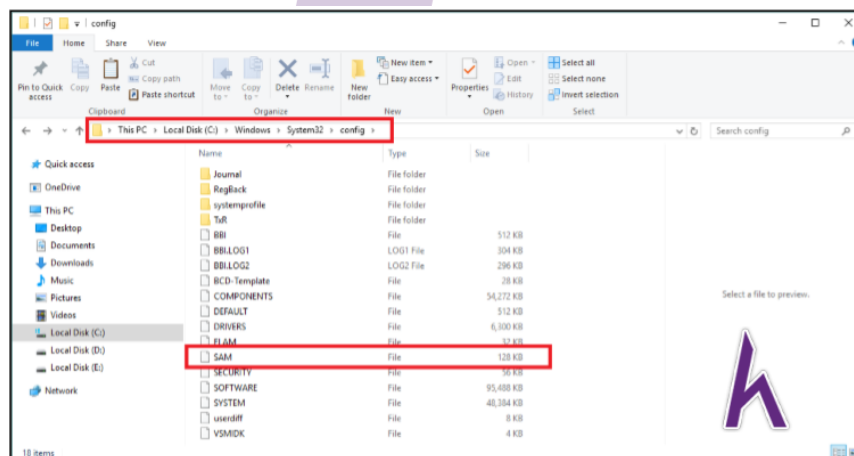 config
File Home Share View
Pin to Quick access Copy Paste Cut Copy path Paste shortcut Move to Copy to Delete Rename New folder New item Easy access Properties Open Edit History Select all Select none Invert selection
Clipboard Organize New Open Select
This PC > Local Disk (C:) > Windows > System32 > config > Search config
Name Type Size
Quick access
OneDrive
This PC
Desktop
Documents
Downloads
Music
Pictures
Videos
Local Disk (C:)
Local Disk (D:)
Local Disk (E:)
Network
Journal File folder
RegBack File folder
systemprofile File folder
TxR File folder
BBI File 512 KB
BBI.LOG1 LOG1 File 304 KB
BBI.LOG2 LOG2 File 296 KB
BCD-Template File 28 KB
COMPONENTS File 54,272 KB
DEFAULT File 512 KB
DRIVERS File 6,300 KB
ELAM File 32 KB
SAM File 128 KB
SECURITY File 56 KB
SOFTWARE File 95,488 KB
SYSTEM File 48,384 KB
userdiff File 8 KB
VSMIDK File 4 KB
Select a file to preview.
18 items